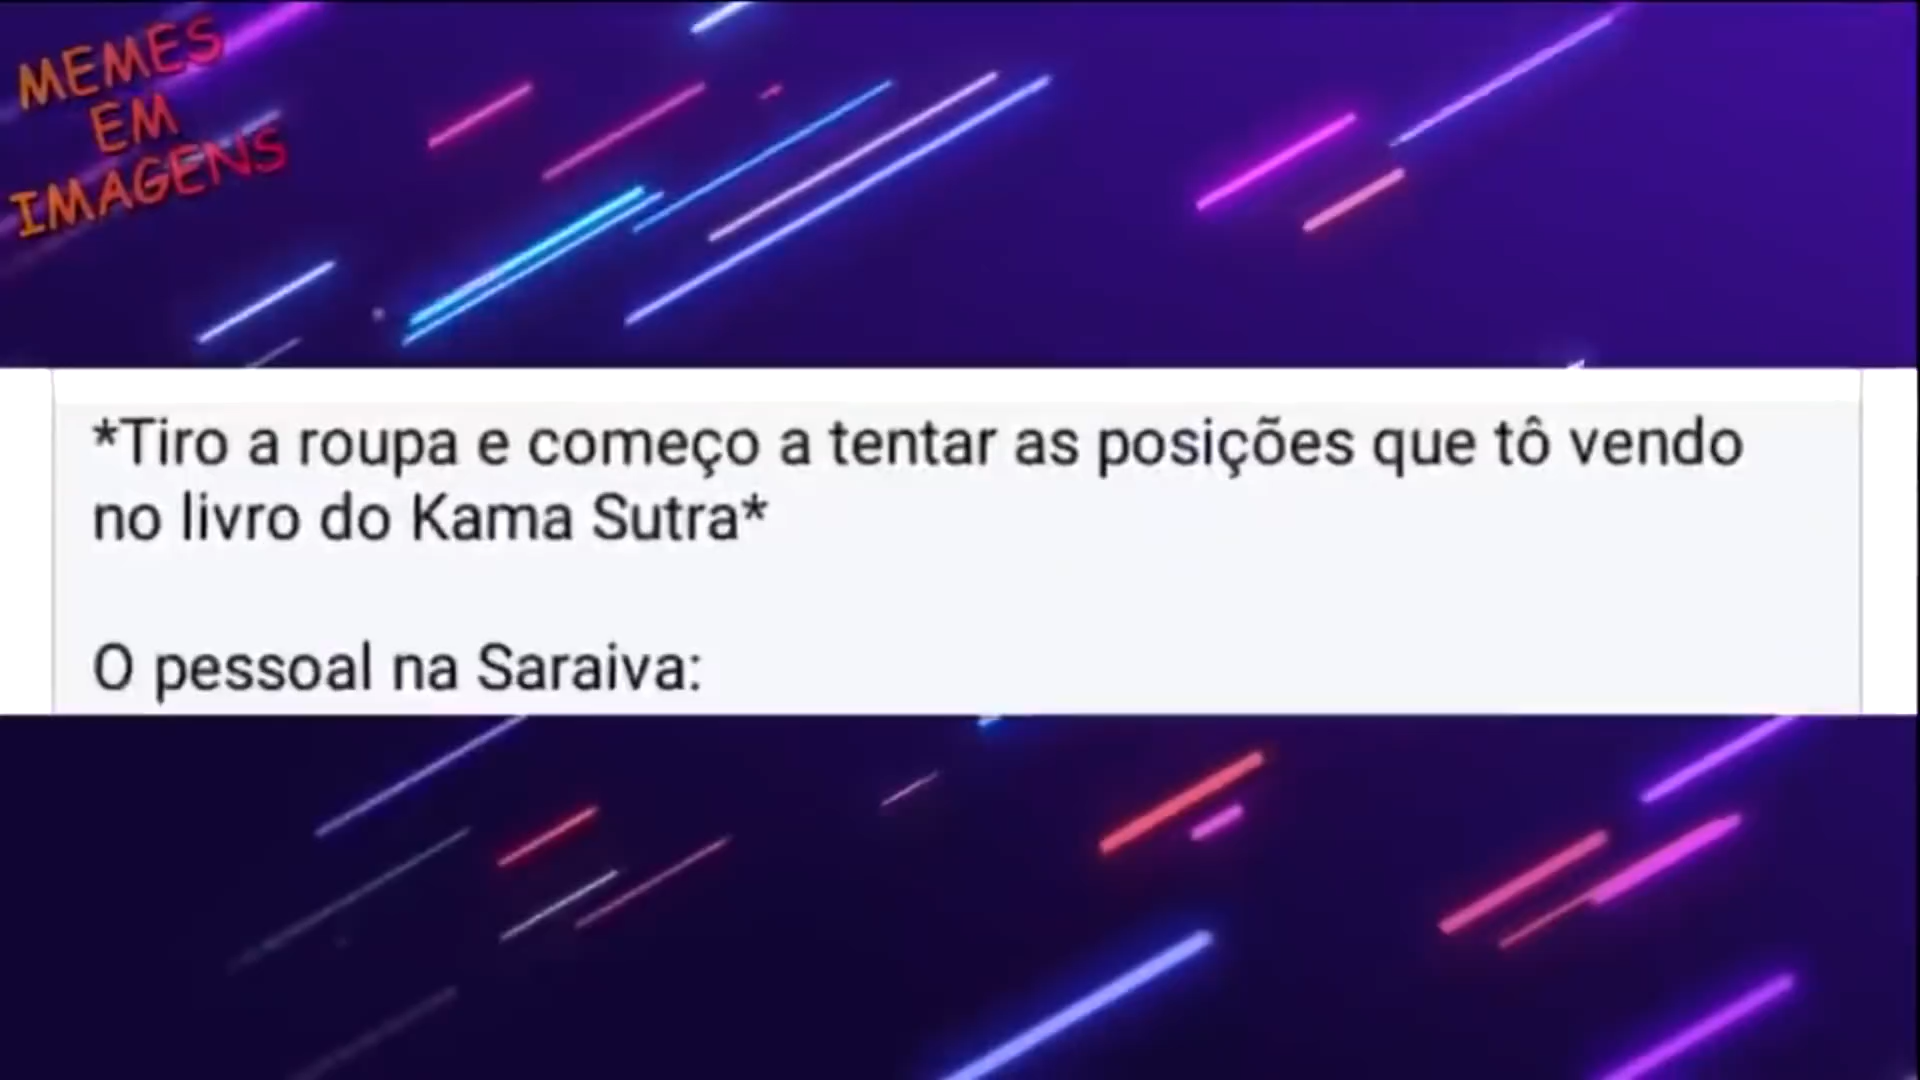 MEMES
EM
IMAGENS
*Tiro a roupa e começo a tentar as posições que tô vendo
no livro do Kama Sutra*
O pessoal na Saraiva: